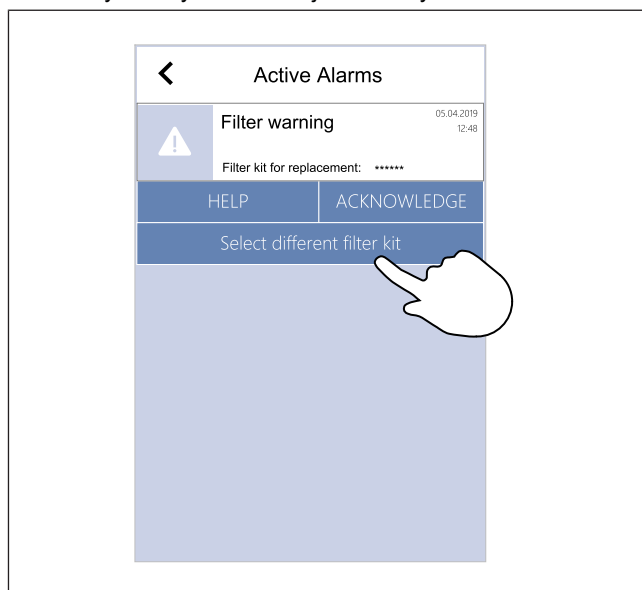 Active Alarms
Filter warning
05.04.2019
12:48
Filter kit for replacement: ******
HELP
ACKNOWLEDGE
Select different filter kit